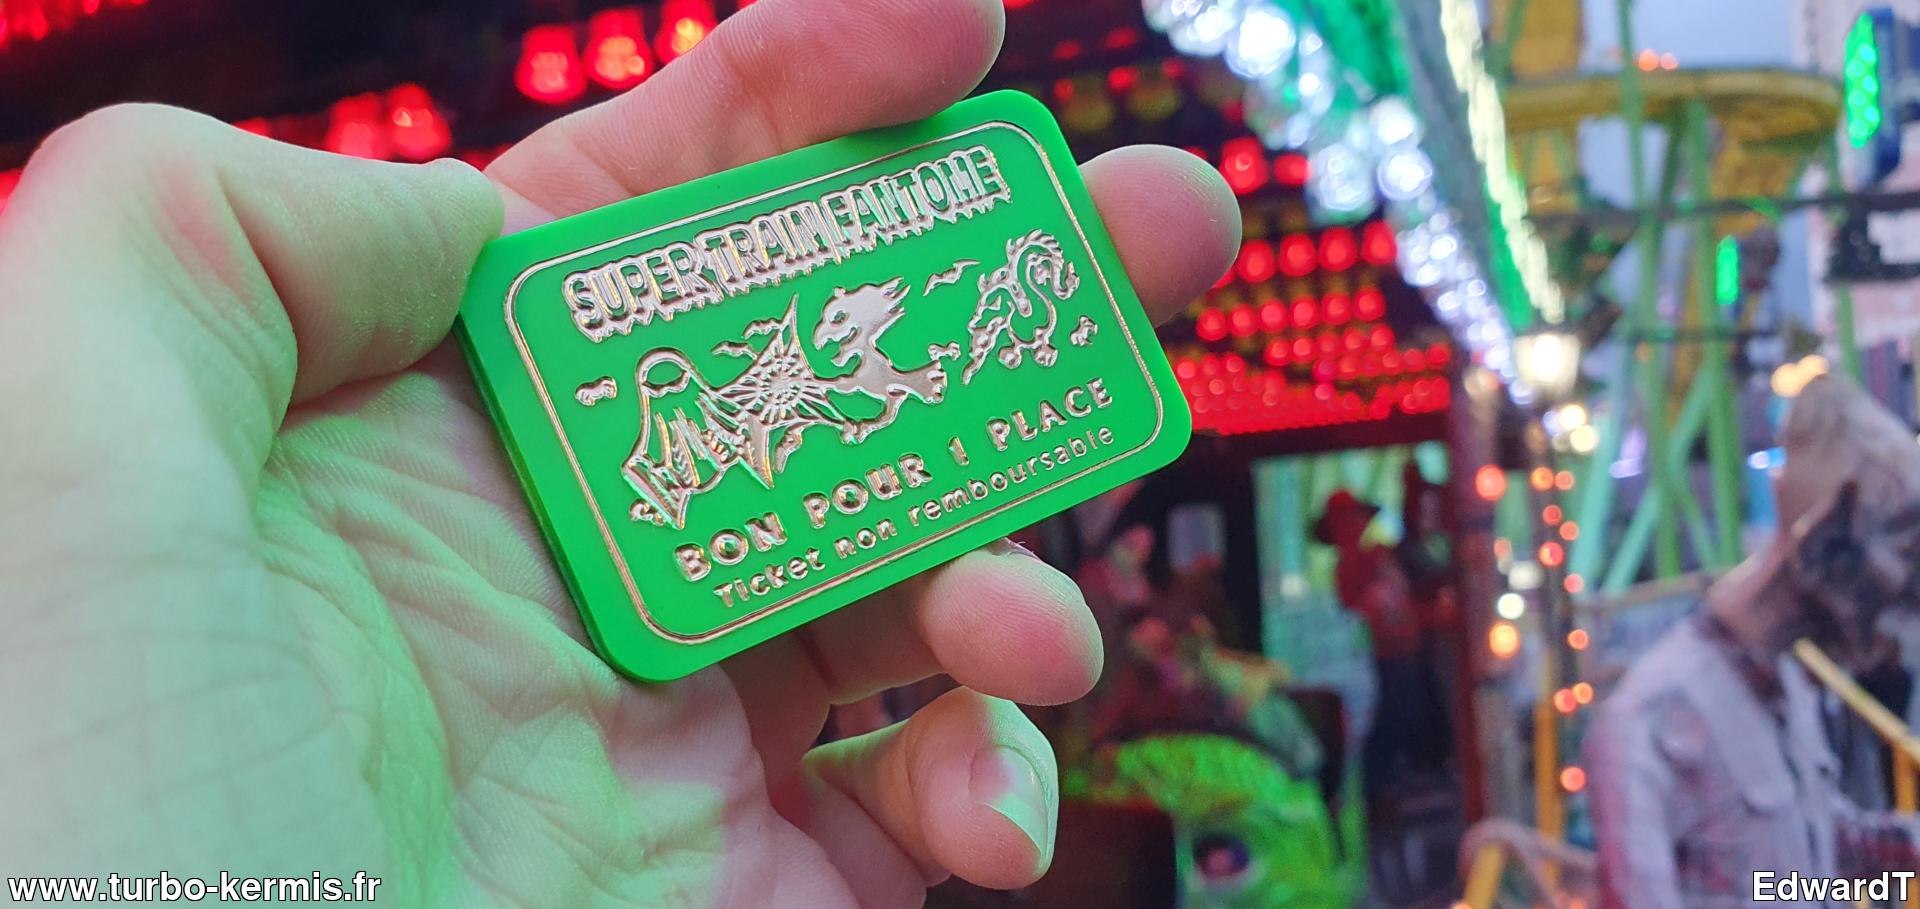 SUPER TRAIN FANTOME
BON POUR 1 PLACE
Ticket non remboursable
www.turbo-kermis.fr
EdwardT